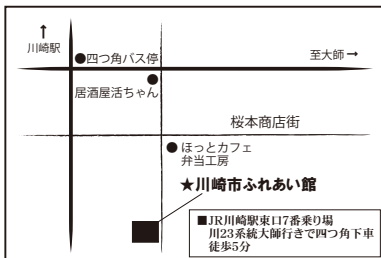 ↑
川崎駅
●四つ角バス停
至大師→
●
居酒屋活ちゃん
桜本商店街
●ほっとカフェ
弁当工房
★川崎市ふれあい館
■JR川崎駅東口7番乗り場
川23系統大師行きで四つ角下車
徒歩5分